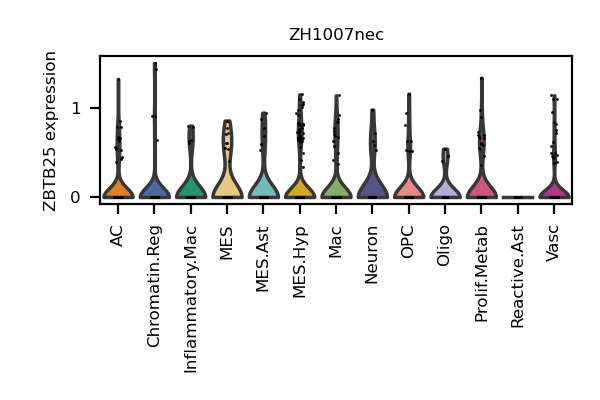 ZH1007nec
ZBTB25 expression
1
0
AC
Chromatin.Reg
Inflammatory.Mac
MES
MES.Ast
MES.Hyp
Mac
Neuron
OPC
Oligo
Prolif.Metab
Reactive.Ast
Vasc